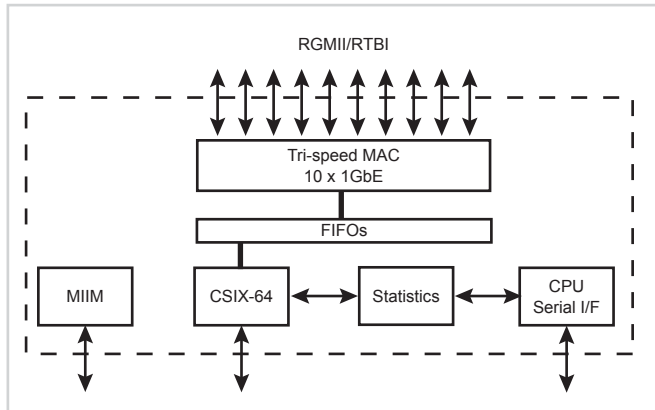 RGMII/RTBI
Tri-speed MAC
10 x 1GbE
FIFOs
MIIM
CSIX-64
Statistics
CPU
Serial I/F